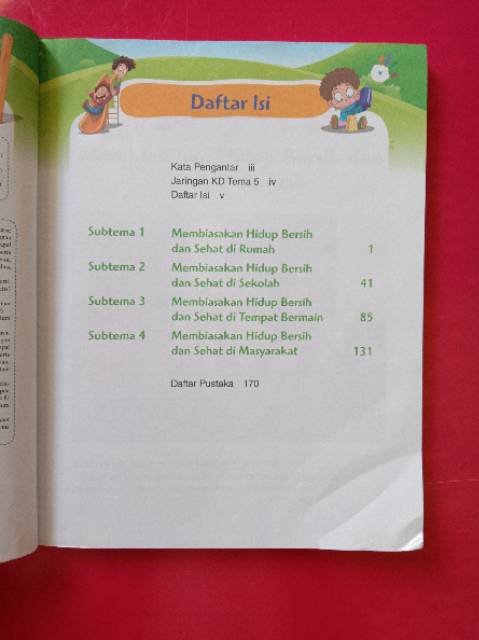 Daftar Isi
Kata Pengantar iii
Jaringan KD Tema 5 iv
Daftar Isi v
Subtema 1 Membiasakan Hidup Bersih
dan Sehat di Rumah 1
Subtema 2 Membiasakan Hidup Bersih
dan Sehat di Sekolah 41
Subtema 3 Membiasakan Hidup Bersih
dan Sehat di Tempat Bermain 85
Subtema 4 Membiasakan Hidup Bersih
dan Sehat di Masyarakat 131
Daftar Pustaka 170